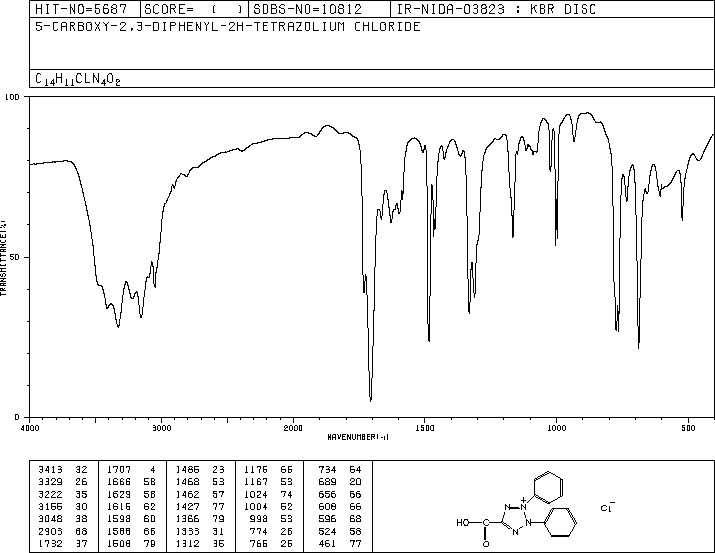 HIT-NO=5687 SCORE= ( ) SDBS-NO=10812 IR-NIDA-03823 : KBR DISC
5-CARBOXY-2,3-DIPHENYL-2H-TETRAZOLIUM CHLORIDE
C14H11CLN4O2
100
50
0
TRANSMITTANCE(%)
4000 3000 2000 1500 1000 500
WAVENUMBER(-1)
3413 32 1707 4 1486 23 1176 66 734 64
3329 26 1666 58 1468 53 1167 53 689 20
3222 35 1629 58 1462 57 1024 74 656 66
3166 30 1616 62 1427 77 1004 52 608 66
3048 38 1598 60 1366 79 998 53 596 68
2903 68 1588 66 1333 31 774 26 524 58
1732 37 1508 79 1312 36 766 26 461 77
N N + Cl −
HO C N N
O